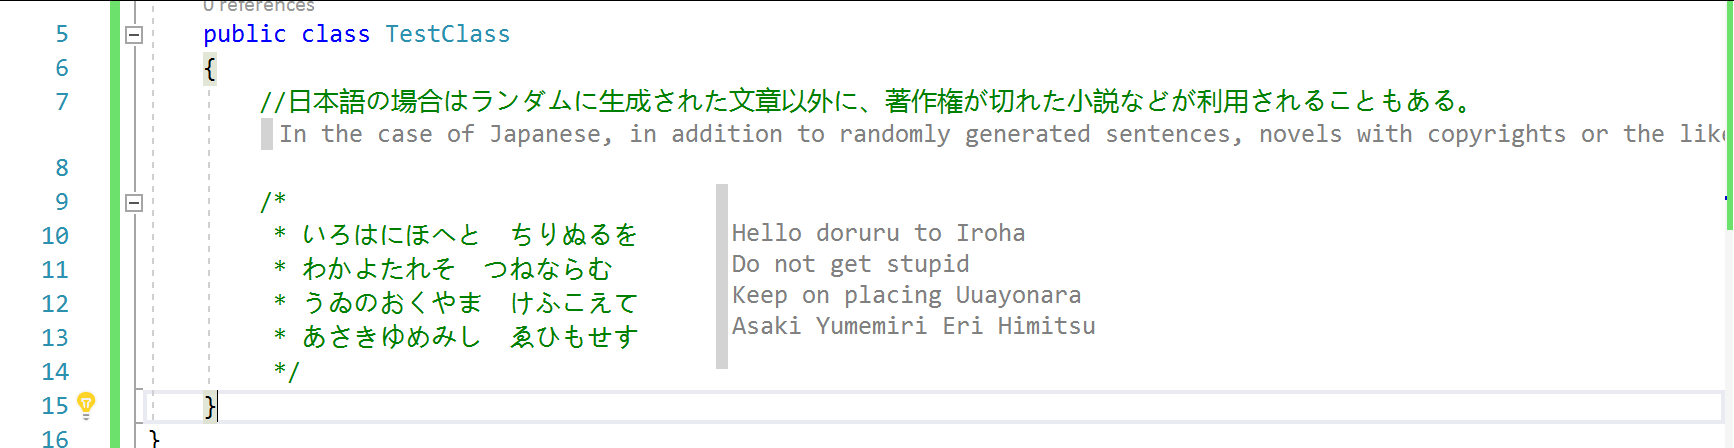 0 references
5 public class TestClass
6 {
7 //日本語の場合はランダムに生成された文章以外に、著作権が切れた小説などが利用されることもある。
In the case of Japanese, in addition to randomly generated sentences, novels with copyrights or the like
8
9 /*
10 * いろはにほへと　ちりぬるを
Hello doruru to Iroha
11 * わかよたれそ　つねならむ
Do not get stupid
12 * うゐのおくやま　けふこえて
Keep on placing Uuayonara
13 * あさきゆめみし　ゑひもせす
Asaki Yumemiri Eri Himitsu
14 */
15 }
16 }